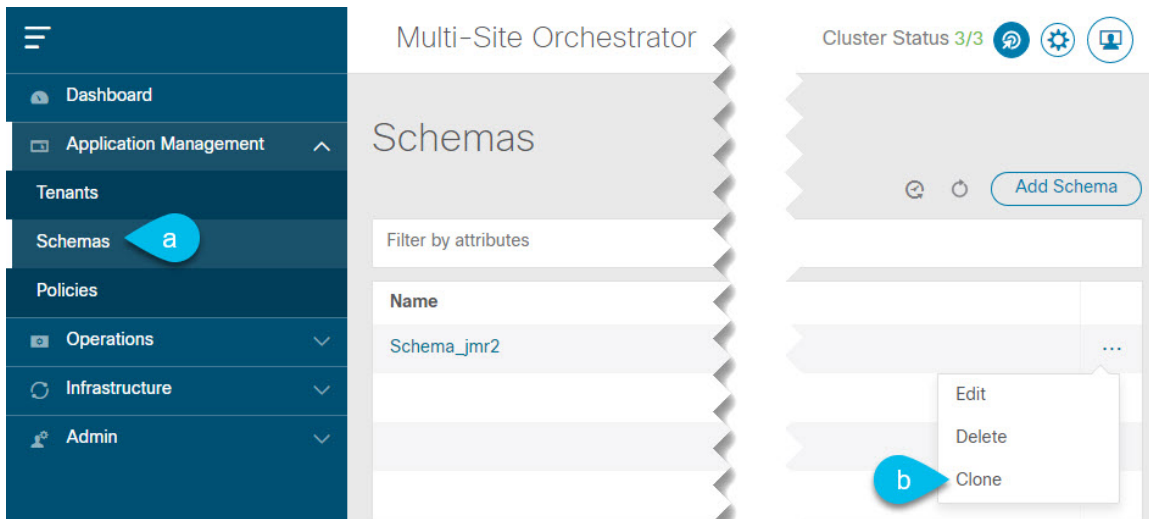 Multi-Site Orchestrator
Cluster Status 3/3
Dashboard
Application Management
Tenants
Schemas
a
Policies
Operations
Infrastructure
Admin
Schemas
Add Schema
Filter by attributes
Name
Schema_jmr2
...
Edit
Delete
b
Clone